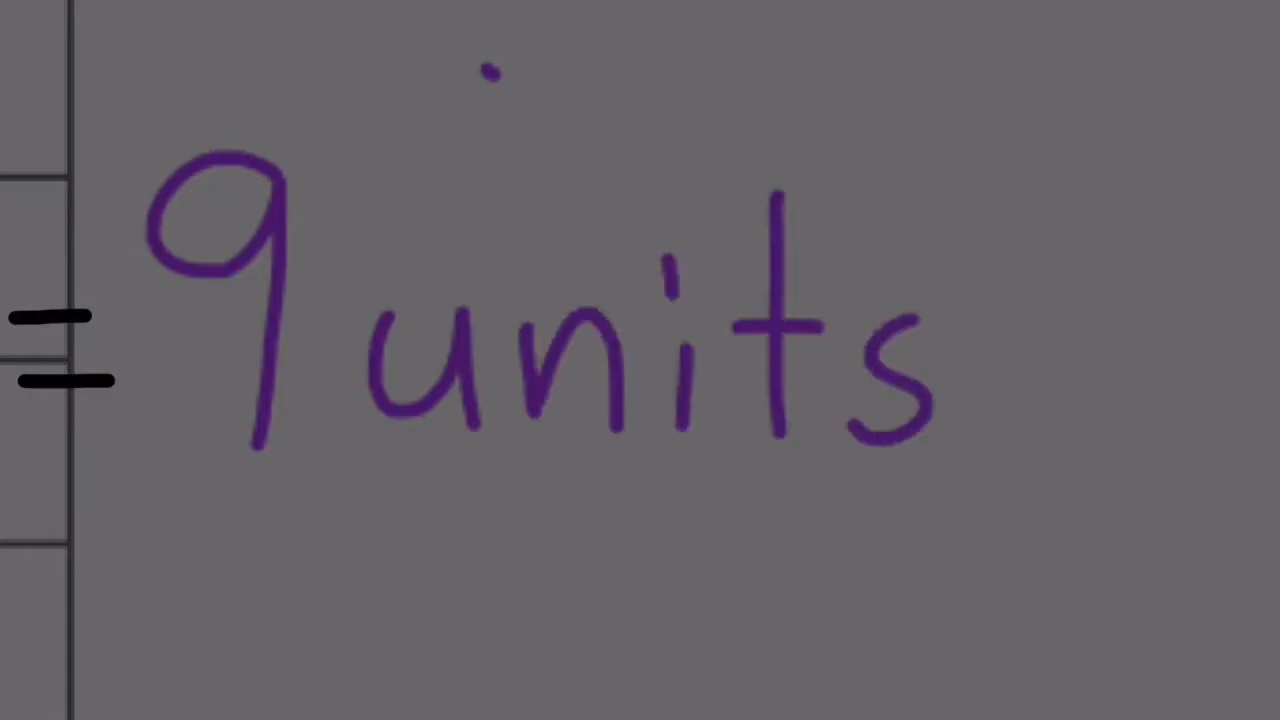 = 9 units